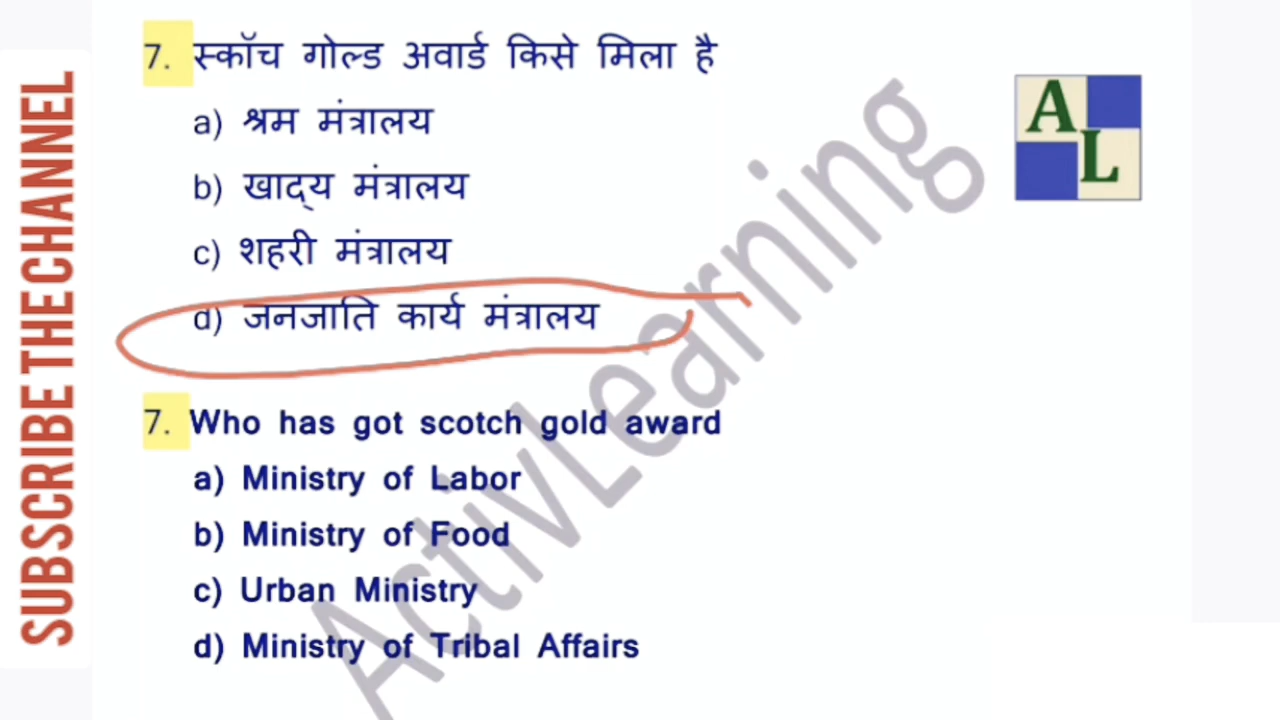 SUBSCRIBE THE CHANNEL
7. स्कॉच गोल्ड अवार्ड किसे मिला है
a) श्रम मंत्रालय
b) खाद्य मंत्रालय
c) शहरी मंत्रालय
d) जनजाति कार्य मंत्रालय
7. Who has got scotch gold award
a) Ministry of Labor
b) Ministry of Food
c) Urban Ministry
d) Ministry of Tribal Affairs
ActivLearning
AL